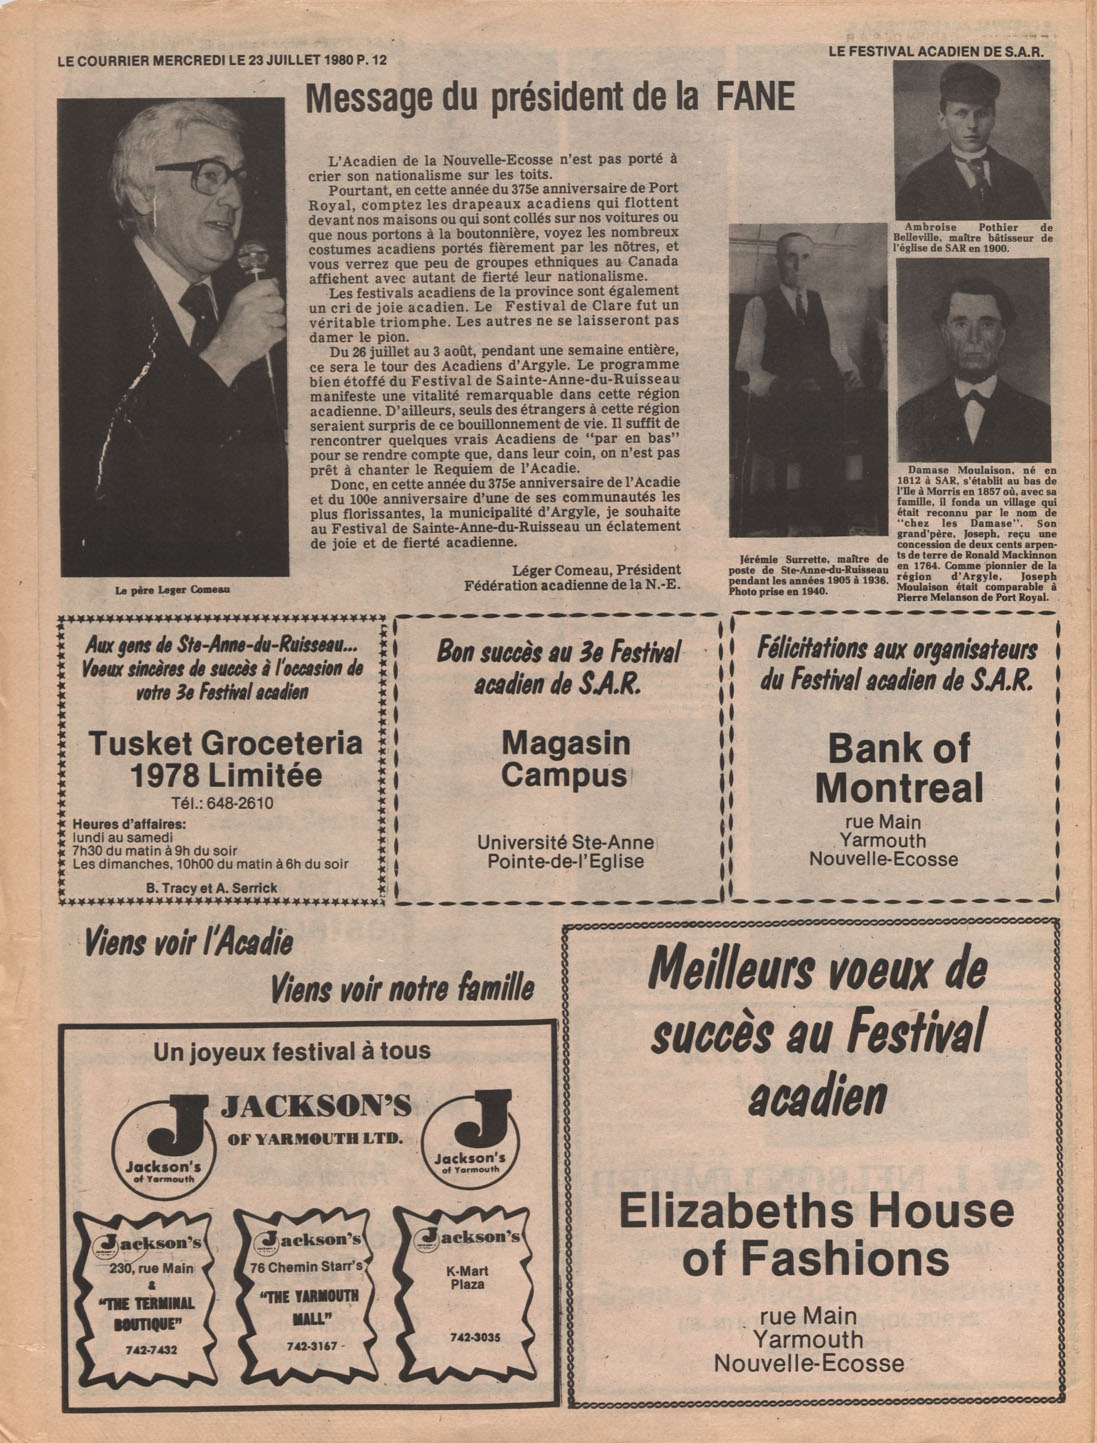 LE COURRIER MERCREDI LE 23 JUILLET 1980 P. 12
LE FESTIVAL ACADIEN DE S.A.R.
Message du président de la FANE
L'Acadien de la Nouvelle-Ecosse n'est pas porté à
crier son nationalisme sur les toits.
Pourtant, en cette année du 375e anniversaire de Port
Royal, comptez les drapeaux acadiens qui flottent
devant nos maisons ou qui sont collés sur nos voitures ou
que nous portons à la boutonnière, voyez les nombreux
costumes acadiens portés fièrement par les nôtres, et
vous verrez que peu de groupes ethniques au Canada
affichent avec autant de fierté leur nationalisme.
Les festivals acadiens de la province sont également
un cri de joie acadien. Le Festival de Clare fut un
véritable triomphe. Les autres ne se laisseront pas
damer le pion.
Du 26 juillet au 3 août, pendant une semaine entière,
ce sera le tour des Acadiens d'Argyle. Le programme
bien étoffé du Festival de Sainte-Anne-du-Ruisseau
manifeste une vitalité remarquable dans cette région
acadienne. D'ailleurs, seuls des étrangers à cette région
seraient surpris de ce bouillonnement de vie. Il suffit de
rencontrer quelques vrais Acadiens de "par en bas"
pour se rendre compte que, dans leur coin, on n'est pas
prêt à chanter le Requiem de l'Acadie.
Donc, en cette année du 375e anniversaire de l'Acadie
et du 100e anniversaire d'une de ses communautés les
plus florissantes, la municipalité d'Argyle, je souhaite
au Festival de Sainte-Anne-du-Ruisseau un éclatement
de joie et de fierté acadienne.
Léger Comeau, Président
Fédération acadienne de la N.-E.
Le père Leger Comeau
Ambroise Pothier de
Belleville, maître bâtisseur de
l'église de SAR en 1900.
Jérémie Surrette, maître de
poste de Ste-Anne-du-Ruisseau
pendant les années 1905 à 1936.
Photo prise en 1940.
Damase Moulaison, né en
1812 à SAR, s'établit au bas de
l'Ile à Morris en 1857 où, avec sa
famille, il fonda un village qui
était reconnu par le nom de
"chez les Damase". Son
grand'père, Joseph, reçu une
concession de deux cents arpen-
ts de terre de Ronald Mackinnon
en 1764. Comme pionnier de la
région d'Argyle, Joseph
Moulaison était comparable à
Pierre Melanson de Port Royal.
Aux gens de Ste-Anne-du-Ruisseau...
Voeux sincères de succès à l'occasion de
votre 3e Festival acadien
Tusket Groceteria
1978 Limitée
Tél.: 648-2610
Heures d'affaires:
lundi au samedi
7h30 du matin à 9h du soir
Les dimanches, 10h00 du matin à 6h du soir
B. Tracy et A. Serrick
Bon succès au 3e Festival
acadien de S.A.R.
Magasin
Campus
Université Ste-Anne
Pointe-de-l'Eglise
Félicitations aux organisateurs
du Festival acadien de S.A.R.
Bank of
Montreal
rue Main
Yarmouth
Nouvelle-Ecosse
Viens voir l'Acadie
Viens voir notre famille
Un joyeux festival à tous
J
Jackson's
of Yarmouth
JACKSON'S
OF YARMOUTH LTD.
J
Jackson's
of Yarmouth
Jackson's
230, rue Main
&
"THE TERMINAL
BOUTIQUE"
742-7432
Jackson's
76 Chemin Starr's
"THE YARMOUTH
MALL"
742-3167
Jackson's
K-Mart
Plaza
742-3035
Meilleurs voeux de
succès au Festival
acadien
Elizabeths House
of Fashions
rue Main
Yarmouth
Nouvelle-Ecosse